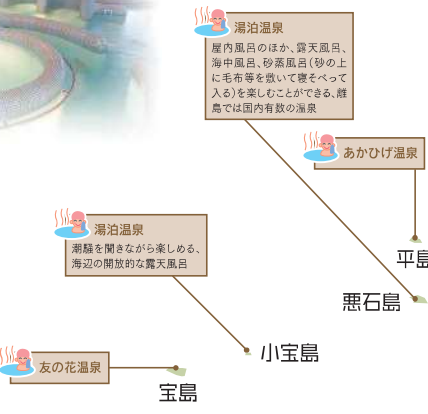 湯泊温泉
屋内風呂のほか、露天風呂、
海中風呂、砂蒸風呂(砂の上
に毛布等を敷いて寝そべって
入る)を楽しむことができる、離
島では国内有数の温泉
あかひげ温泉
平島
悪石島
湯泊温泉
潮騒を聞きながら楽しめる、
海辺の開放的な露天風呂
小宝島
友の花温泉
宝島